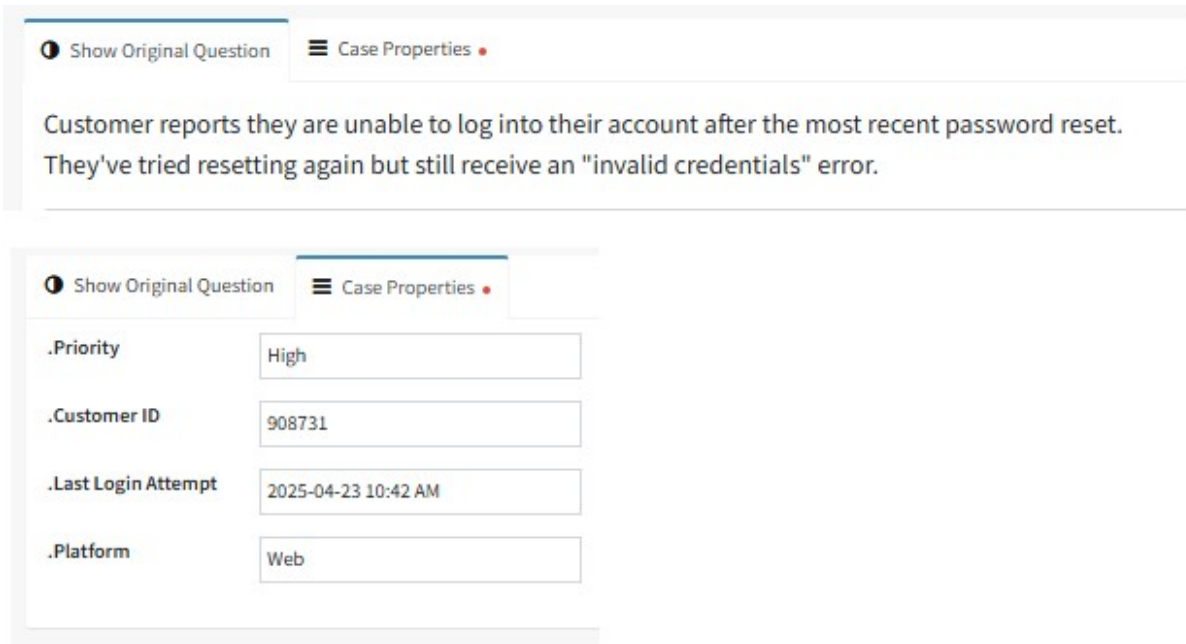 Show Original Question Case Properties
Customer reports they are unable to log into their account after the most recent password reset.
They've tried resetting again but still receive an "invalid credentials" error.
Show Original Question Case Properties
.Priority High
.Customer ID 908731
.Last Login Attempt 2025-04-23 10:42 AM
.Platform Web